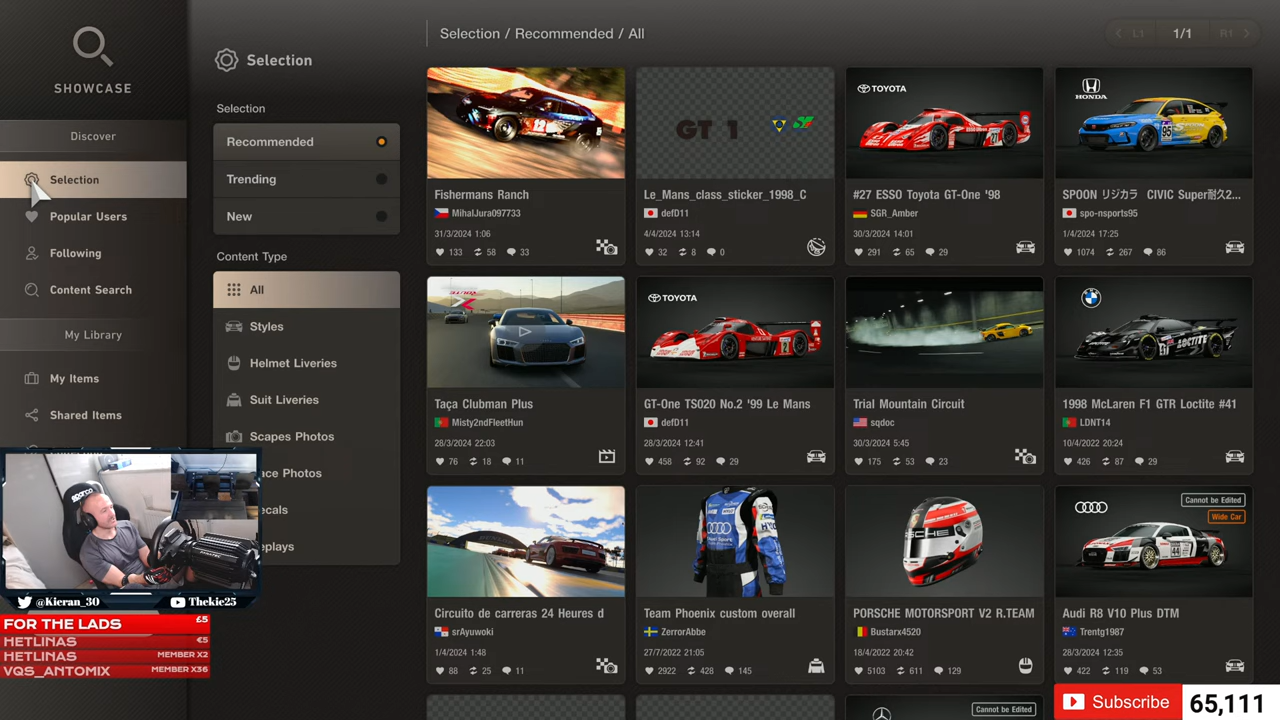 SHOWCASE
Discover
Selection
Popular Users
Following
Content Search
My Library
My Items
Shared Items
Selection
Selection
Recommended
Trending
New
Content Type
All
Styles
Helmet Liveries
Suit Liveries
Scapes Photos
ace Photos
ecals
eplays
Selection / Recommended / All
L1
1/1
R1
Fishermans Ranch
MihalJura097733
31/3/2024 1:06
133 58 33
GT 1
Le_Mans_class_sticker_1998_C
defD11
4/4/2024 13:14
32 8 0
TOYOTA
#27 ESSO Toyota GT-One '98
SGR_Amber
30/3/2024 14:01
291 65 29
HONDA
SPOON リジカラ CIVIC Super耐久2...
spo-nsports95
1/4/2024 17:25
1074 267 86
Taça Clubman Plus
Misty2ndFleetHun
28/3/2024 22:03
76 18 11
TOYOTA
GT-One TS020 No.2 '99 Le Mans
defD11
28/3/2024 12:41
458 92 29
Trial Mountain Circuit
sqdoc
30/3/2024 5:45
175 53 23
LOCTITE
1998 McLaren F1 GTR Loctite #41
LDNT14
10/4/2022 20:24
426 87 29
Circuito de carreras 24 Heures d
srAyuwoki
1/4/2024 1:48
88 25 11
Team Phoenix custom overall
ZerrorAbbe
27/7/2022 21:05
2922 428 145
PORSCHE MOTORSPORT V2 R.TEAM
Bustarx4520
18/4/2022 20:42
5103 611 129
Cannot be Edited
Wide Car
Audi R8 V10 Plus DTM
Trentg1987
28/3/2024 12:35
422 119 53
Cannot be Edited
sparco
@Kieran_30
Thekie25
FOR THE LADS £5
HETLINAS €5
HETLINAS MEMBER X2
VQS_ANTOMIX MEMBER X36
Subscribe
65,111